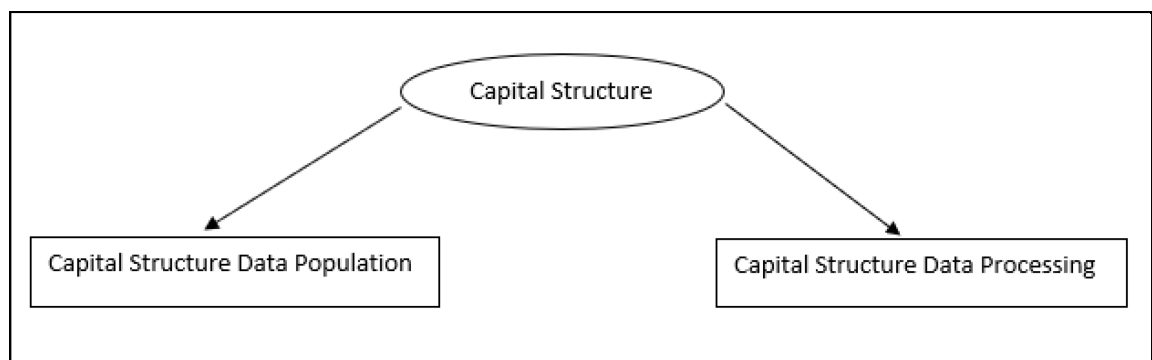 Capital Structure
Capital Structure Data Population
Capital Structure Data Processing